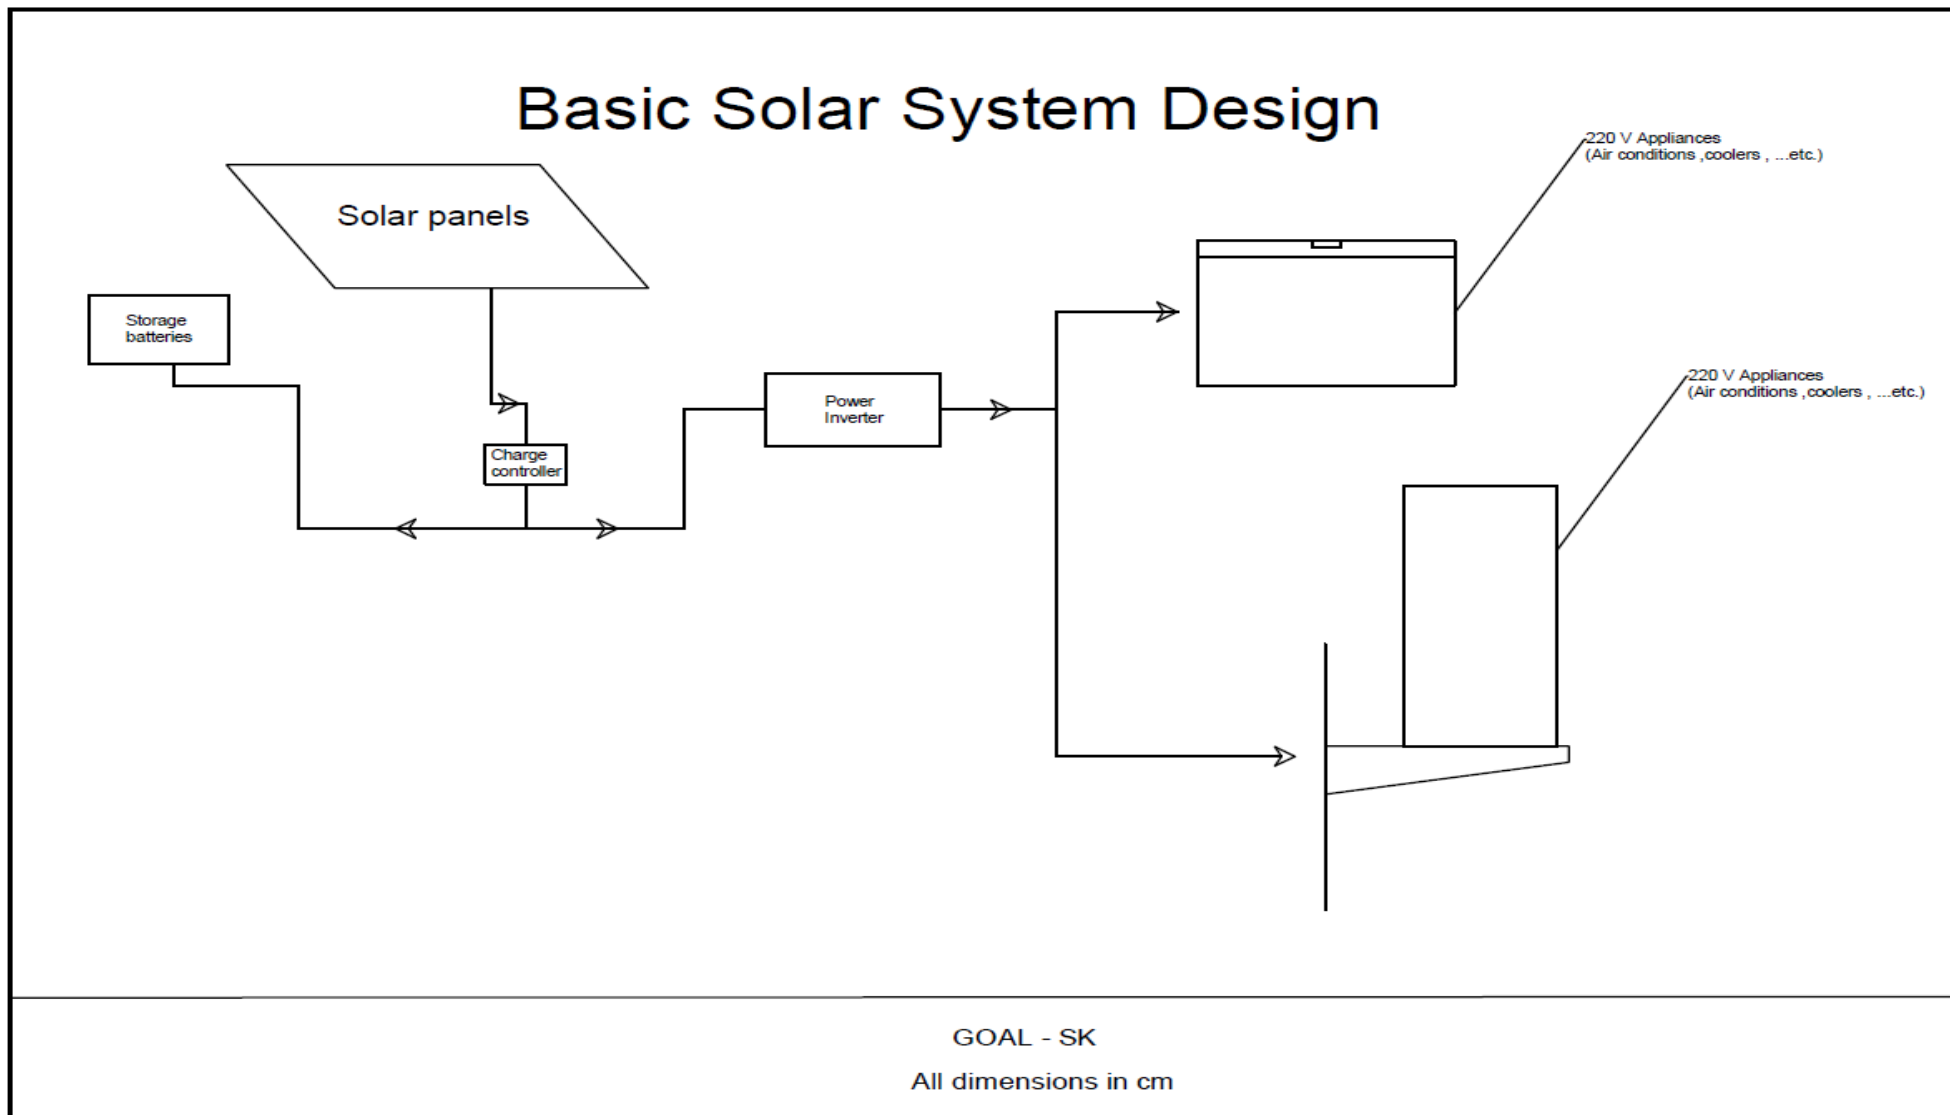 Basic Solar System Design
220 V Appliances
(Air conditions ,coolers , ...etc.)
Solar panels
Storage
batteries
Power
Inverter
220 V Appliances
(Air conditions ,coolers , ...etc.)
Charge
controller
GOAL - SK
All dimensions in cm